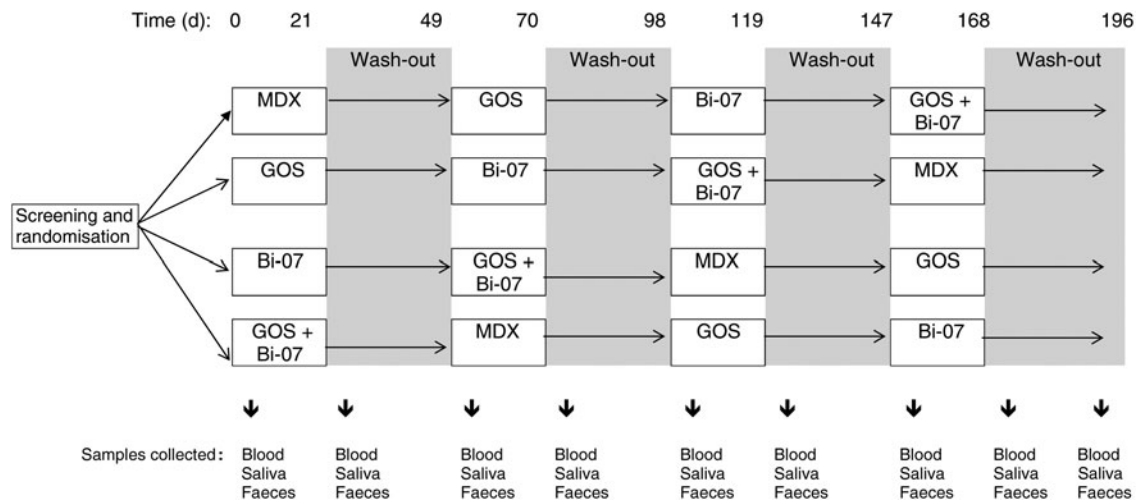 Time (d): 0 21 49 70 98 119 147 168 196
Wash-out Wash-out Wash-out Wash-out
MDX GOS Bi-07 GOS +
Bi-07
GOS Bi-07 GOS +
Bi-07 MDX
Screening and
randomisation
Bi-07 GOS +
Bi-07 MDX GOS
GOS +
Bi-07 MDX GOS Bi-07
Samples collected: Blood Blood Blood Blood Blood Blood Blood Blood Blood
Saliva Saliva Saliva Saliva Saliva Saliva Saliva Saliva Saliva
Faeces Faeces Faeces Faeces Faeces Faeces Faeces Faeces Faeces